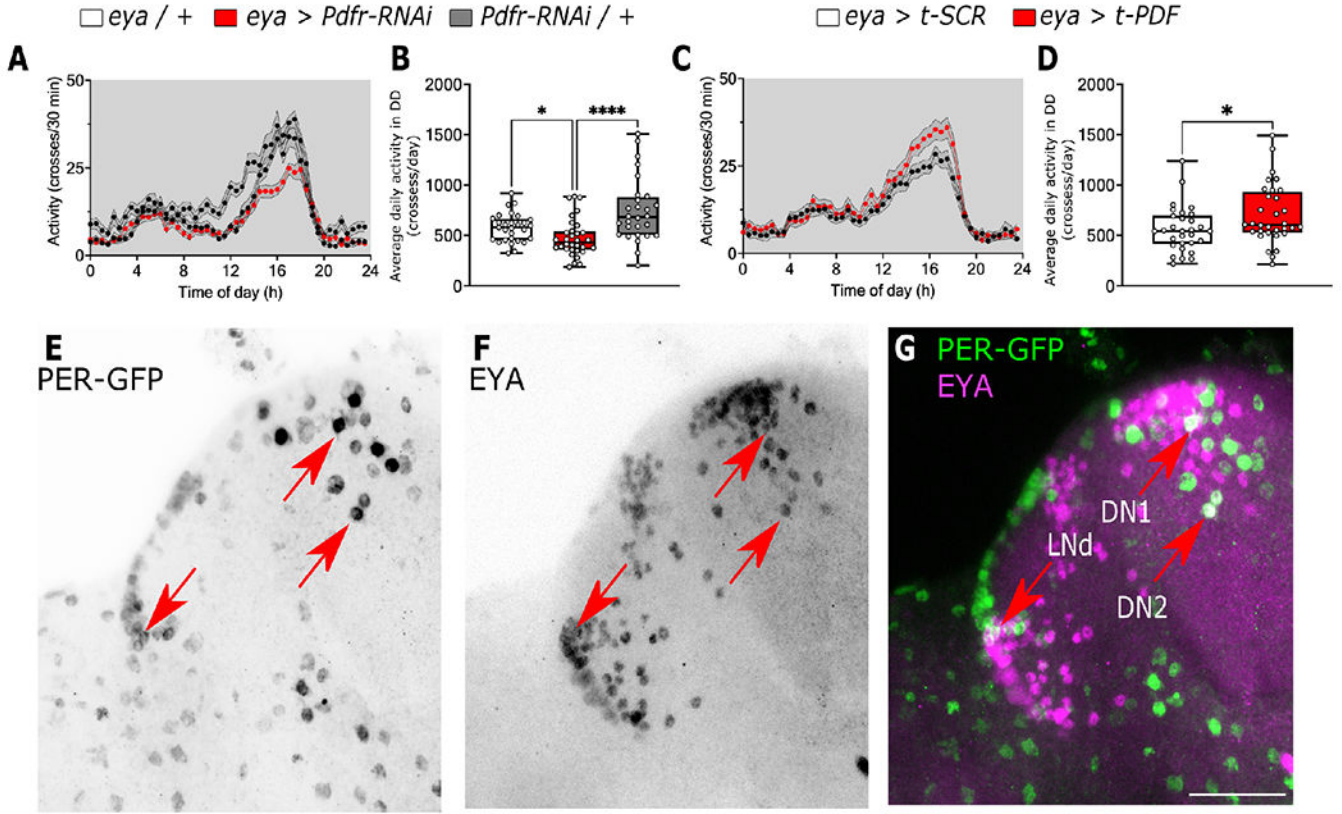 eya / + eya > Pdfr-RNAi Pdfr-RNAi / + eya > t-SCR eya > t-PDF
A
Activity (crosses/30 min)
50
25
0
0 4 8 12 16 20 24
Time of day (h)
B
Average daily activity in DD
(crossess/day)
2000
1500
1000
500
0
* ****
C
Activity (crosses/30 min)
50
25
0
0 4 8 12 16 20 24
Time of day (h)
D
Average daily activity in DD
(crossess/day)
2000
1500
1000
500
0
*
E
PER-GFP
F
EYA
G PER-GFP
EYA
DN1
LNd
DN2